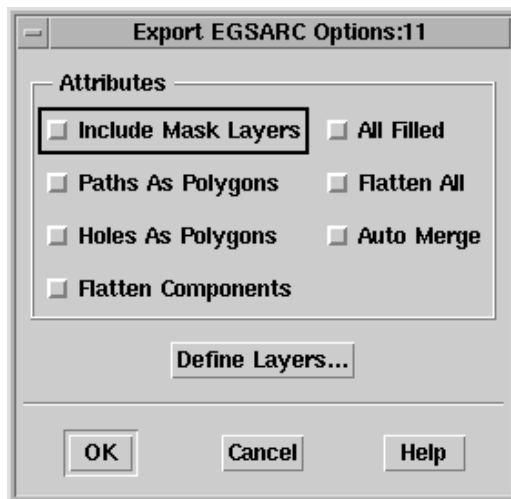 Export EGSARC Options:11
Attributes
Include Mask Layers
All Filled
Paths As Polygons
Flatten All
Holes As Polygons
Auto Merge
Flatten Components
Define Layers...
OK
Cancel
Help